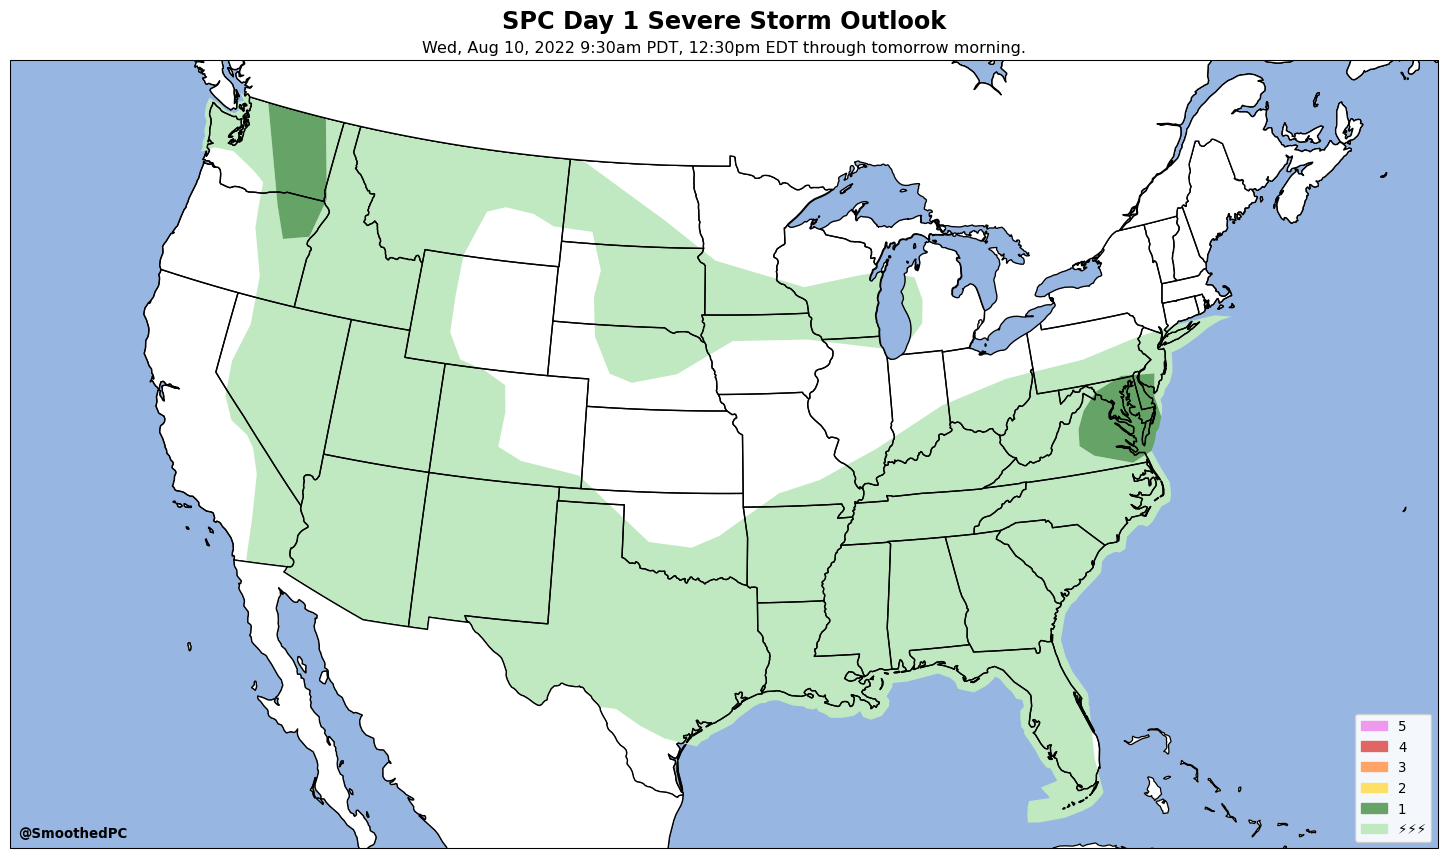 SPC Day 1 Severe Storm Outlook
Wed, Aug 10, 2022 9:30am PDT, 12:30pm EDT through tomorrow morning.
5
4
3
2
1
⚡⚡⚡
@SmoothedPC